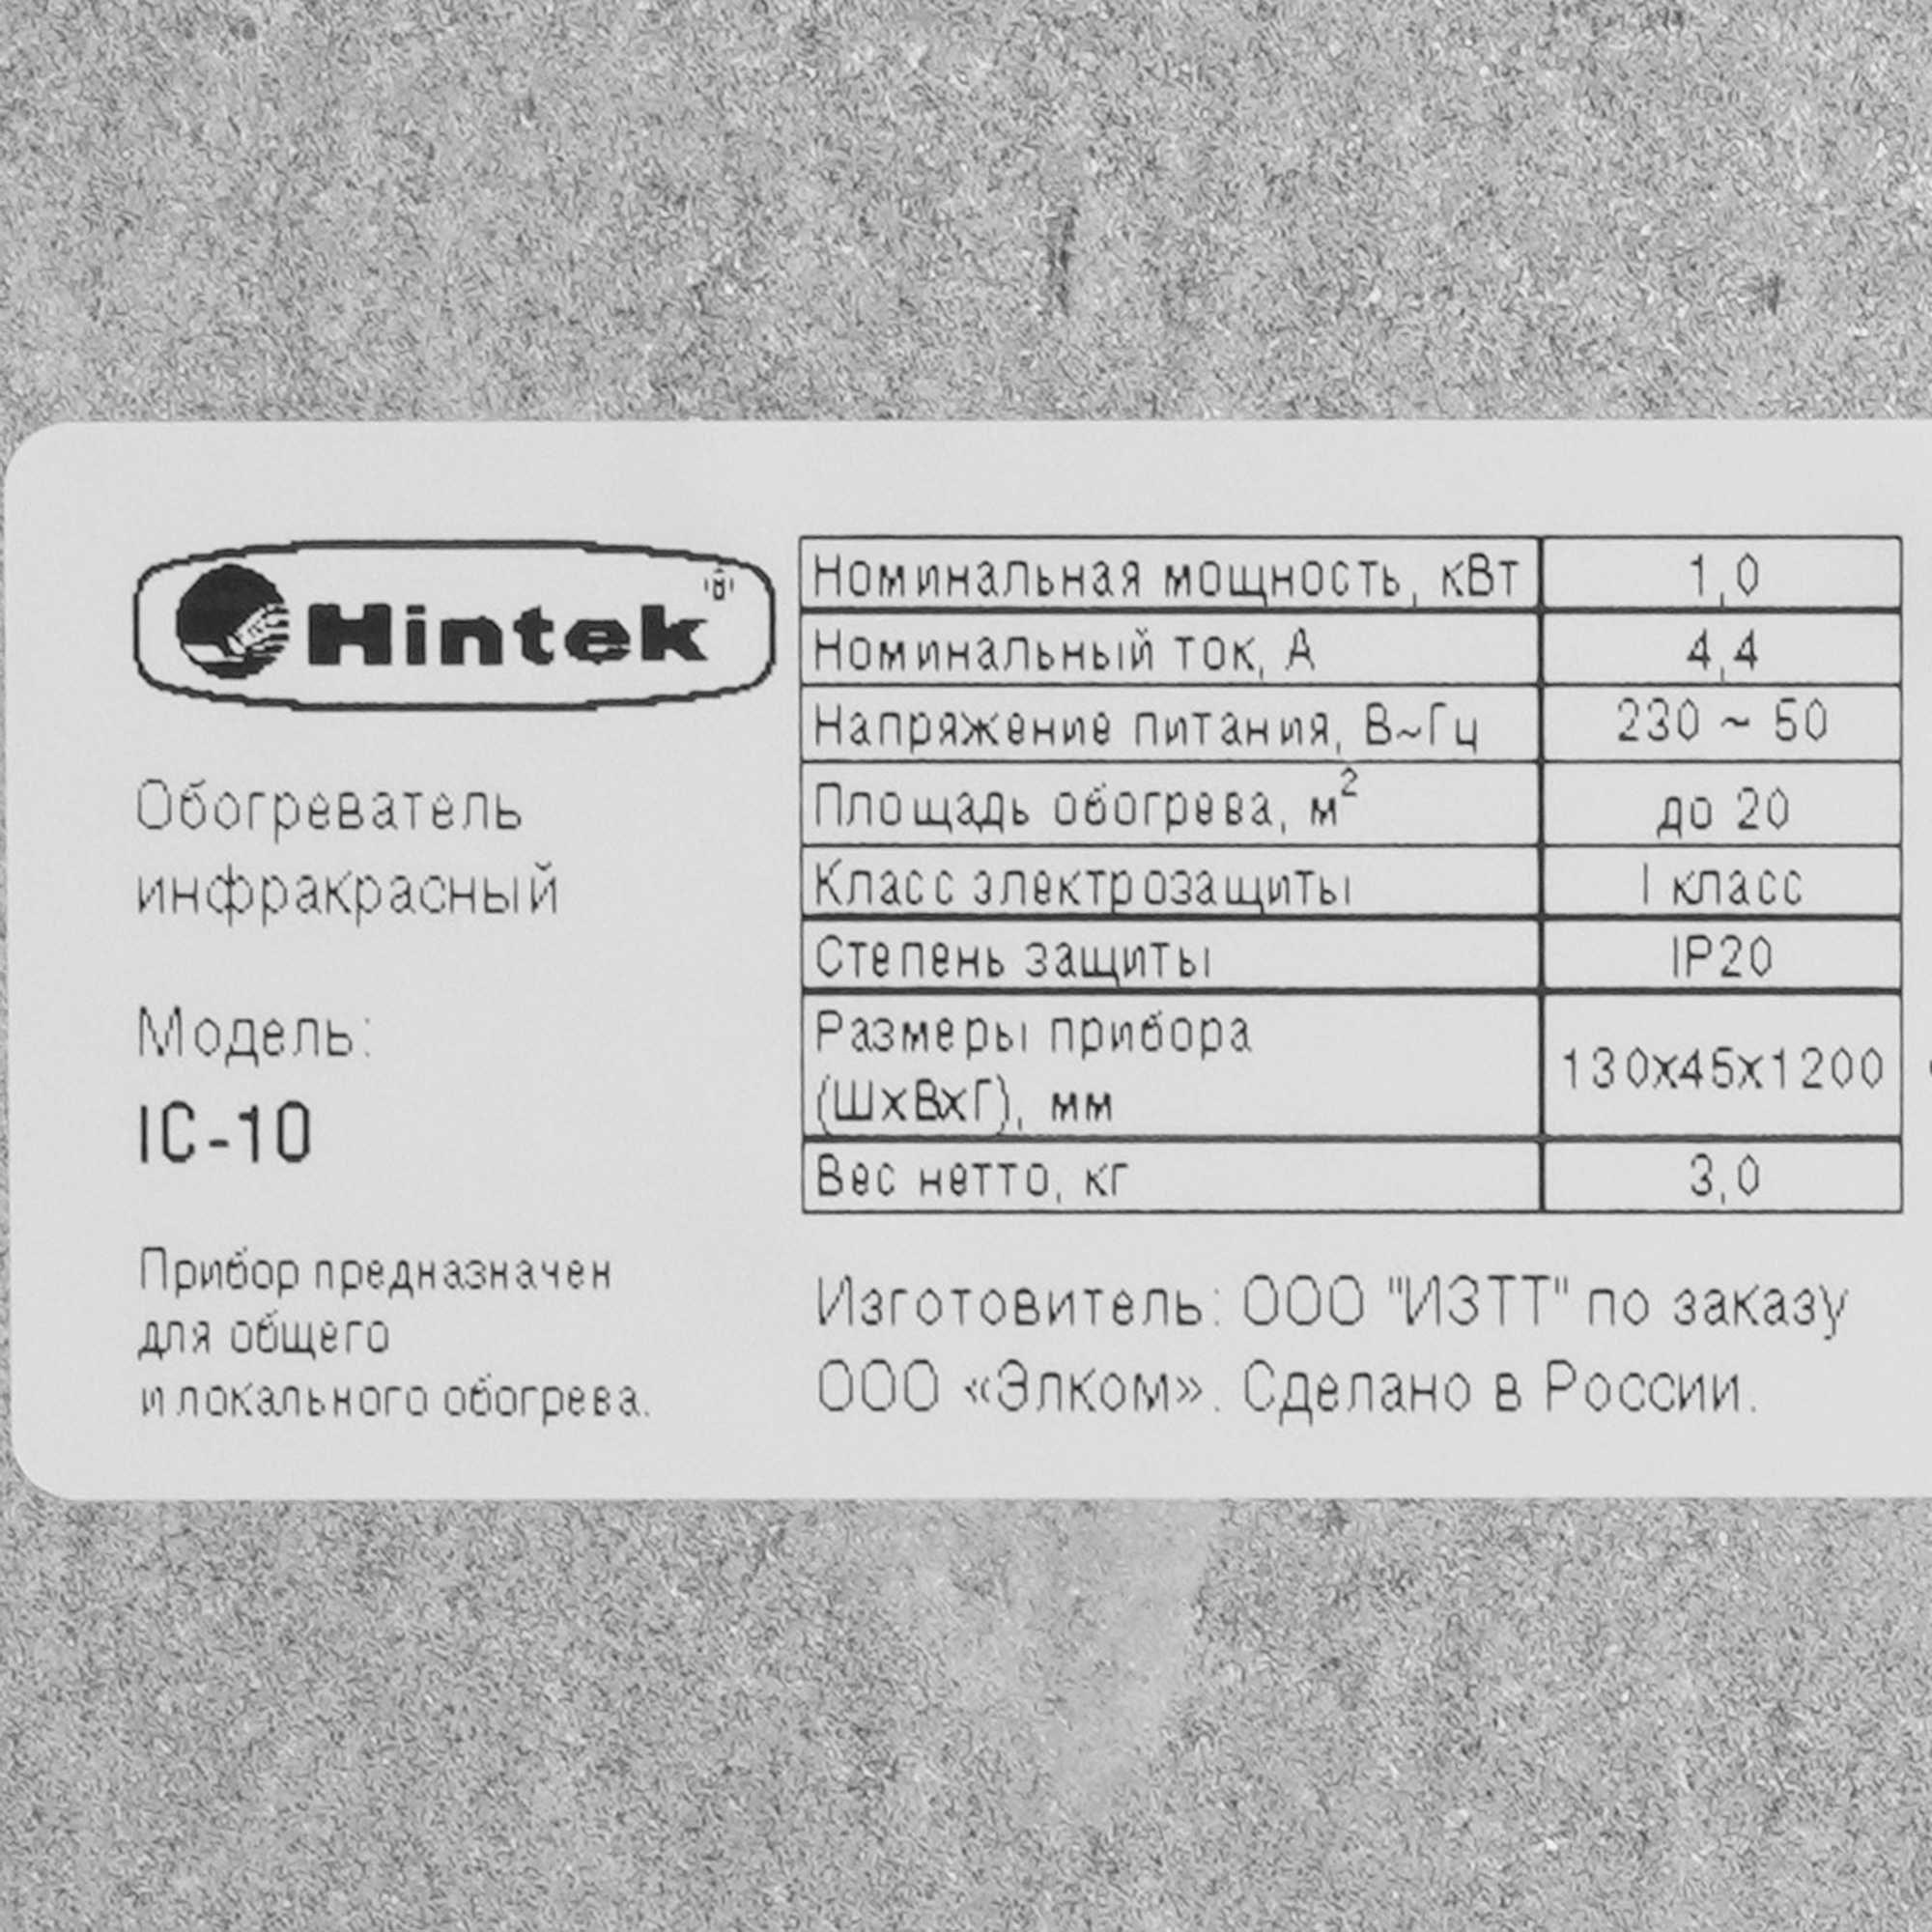 Hintek
Обогреватель
инфракрасный
Модель:
IC-10
Прибор предназначен
для общего
и локального обогрева.
Номинальная мощность, кВт 1,0
Номинальный ток, А 4,4
Напряжение питания, В~Гц 230 ~ 50
Площадь обогрева, м² до 20
Класс электрозащиты I класс
Степень защиты IP20
Размеры прибора
(ШхВхГ), мм 130х45х1200
Вес нетто, кг 3,0
Изготовитель: ООО "ИЗТТ" по заказу
ООО «Элком». Сделано в России.